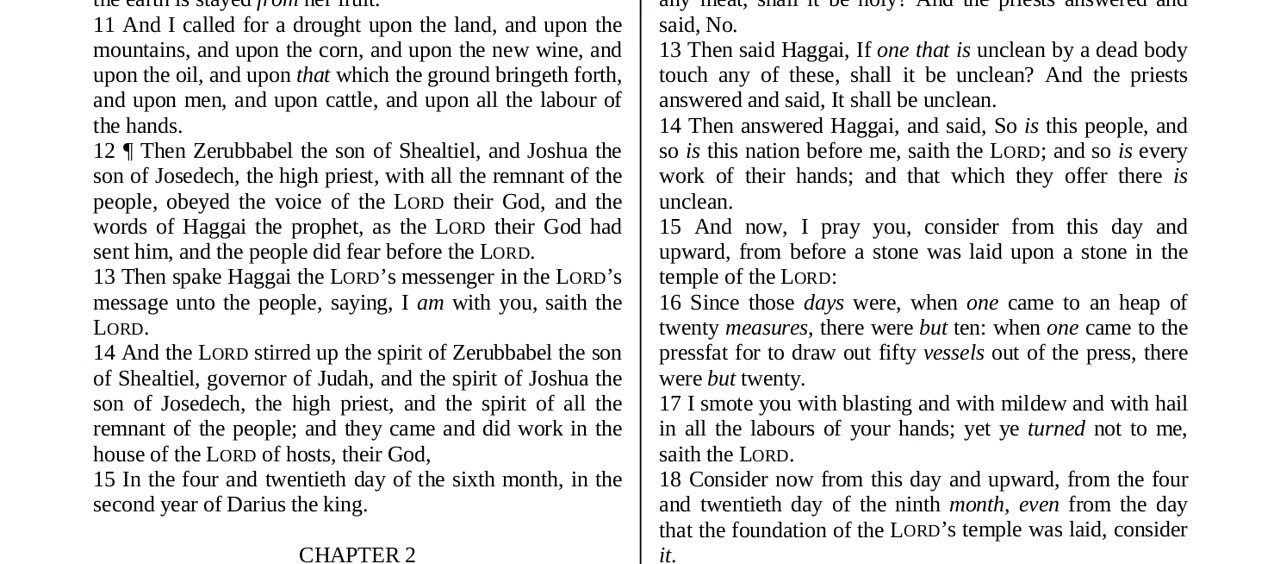 the earth is stayed from her fruit.
11 And I called for a drought upon the land, and upon the
mountains, and upon the corn, and upon the new wine, and
upon the oil, and upon that which the ground bringeth forth,
and upon men, and upon cattle, and upon all the labour of
the hands.
12 ¶ Then Zerubbabel the son of Shealtiel, and Joshua the
son of Josedech, the high priest, with all the remnant of the
people, obeyed the voice of the LORD their God, and the
words of Haggai the prophet, as the LORD their God had
sent him, and the people did fear before the LORD.
13 Then spake Haggai the LORD’s messenger in the LORD’s
message unto the people, saying, I am with you, saith the
LORD.
14 And the LORD stirred up the spirit of Zerubbabel the son
of Shealtiel, governor of Judah, and the spirit of Joshua the
son of Josedech, the high priest, and the spirit of all the
remnant of the people; and they came and did work in the
house of the LORD of hosts, their God,
15 In the four and twentieth day of the sixth month, in the
second year of Darius the king.
CHAPTER 2
any meat, shall it be holy? And the priests answered and
said, No.
13 Then said Haggai, If one that is unclean by a dead body
touch any of these, shall it be unclean? And the priests
answered and said, It shall be unclean.
14 Then answered Haggai, and said, So is this people, and
so is this nation before me, saith the LORD; and so is every
work of their hands; and that which they offer there is
unclean.
15 And now, I pray you, consider from this day and
upward, from before a stone was laid upon a stone in the
temple of the LORD:
16 Since those days were, when one came to an heap of
twenty measures, there were but ten: when one came to the
pressfat for to draw out fifty vessels out of the press, there
were but twenty.
17 I smote you with blasting and with mildew and with hail
in all the labours of your hands; yet ye turned not to me,
saith the LORD.
18 Consider now from this day and upward, from the four
and twentieth day of the ninth month, even from the day
that the foundation of the LORD’s temple was laid, consider
it.